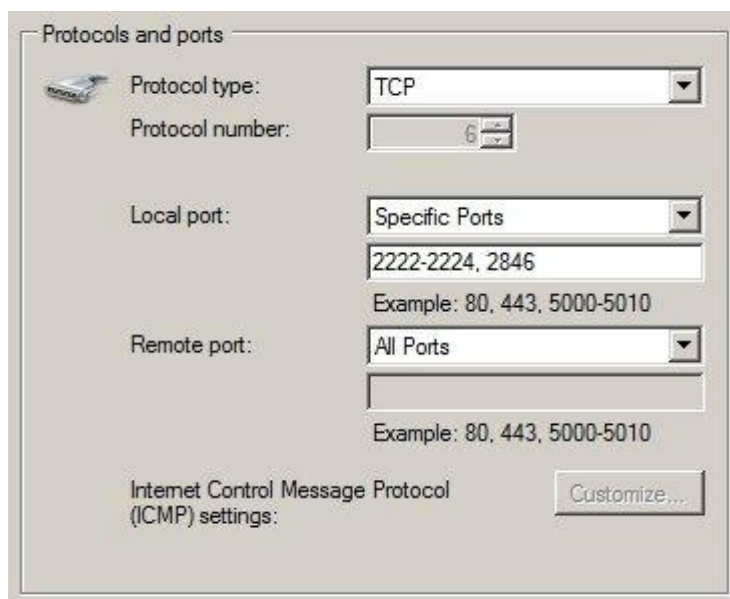 Protocols and ports
Protocol type:
TCP
Protocol number:
6
Local port:
Specific Ports
2222-2224, 2846
Example: 80, 443, 5000-5010
Remote port:
All Ports
Example: 80, 443, 5000-5010
Internet Control Message Protocol
(ICMP) settings:
Customize...